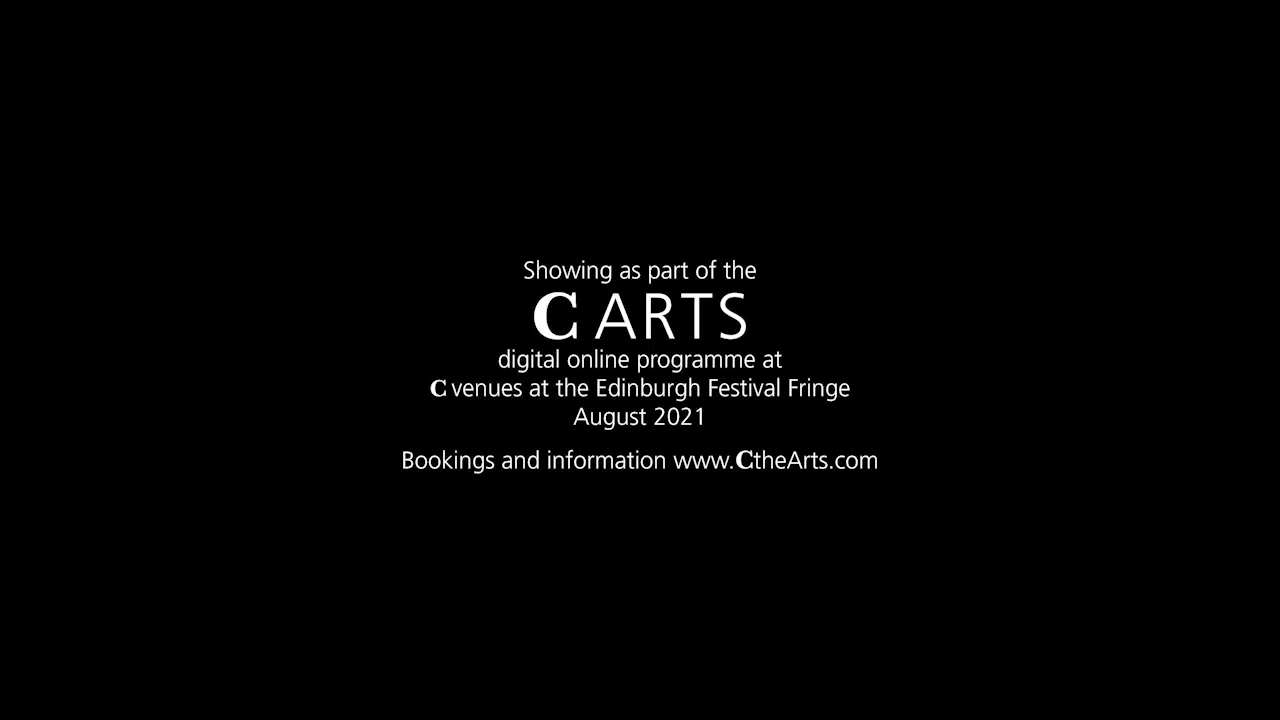 Showing as part of the
C ARTS
digital online programme at
C venues at the Edinburgh Festival Fringe
August 2021
Bookings and information www.CtheArts.com